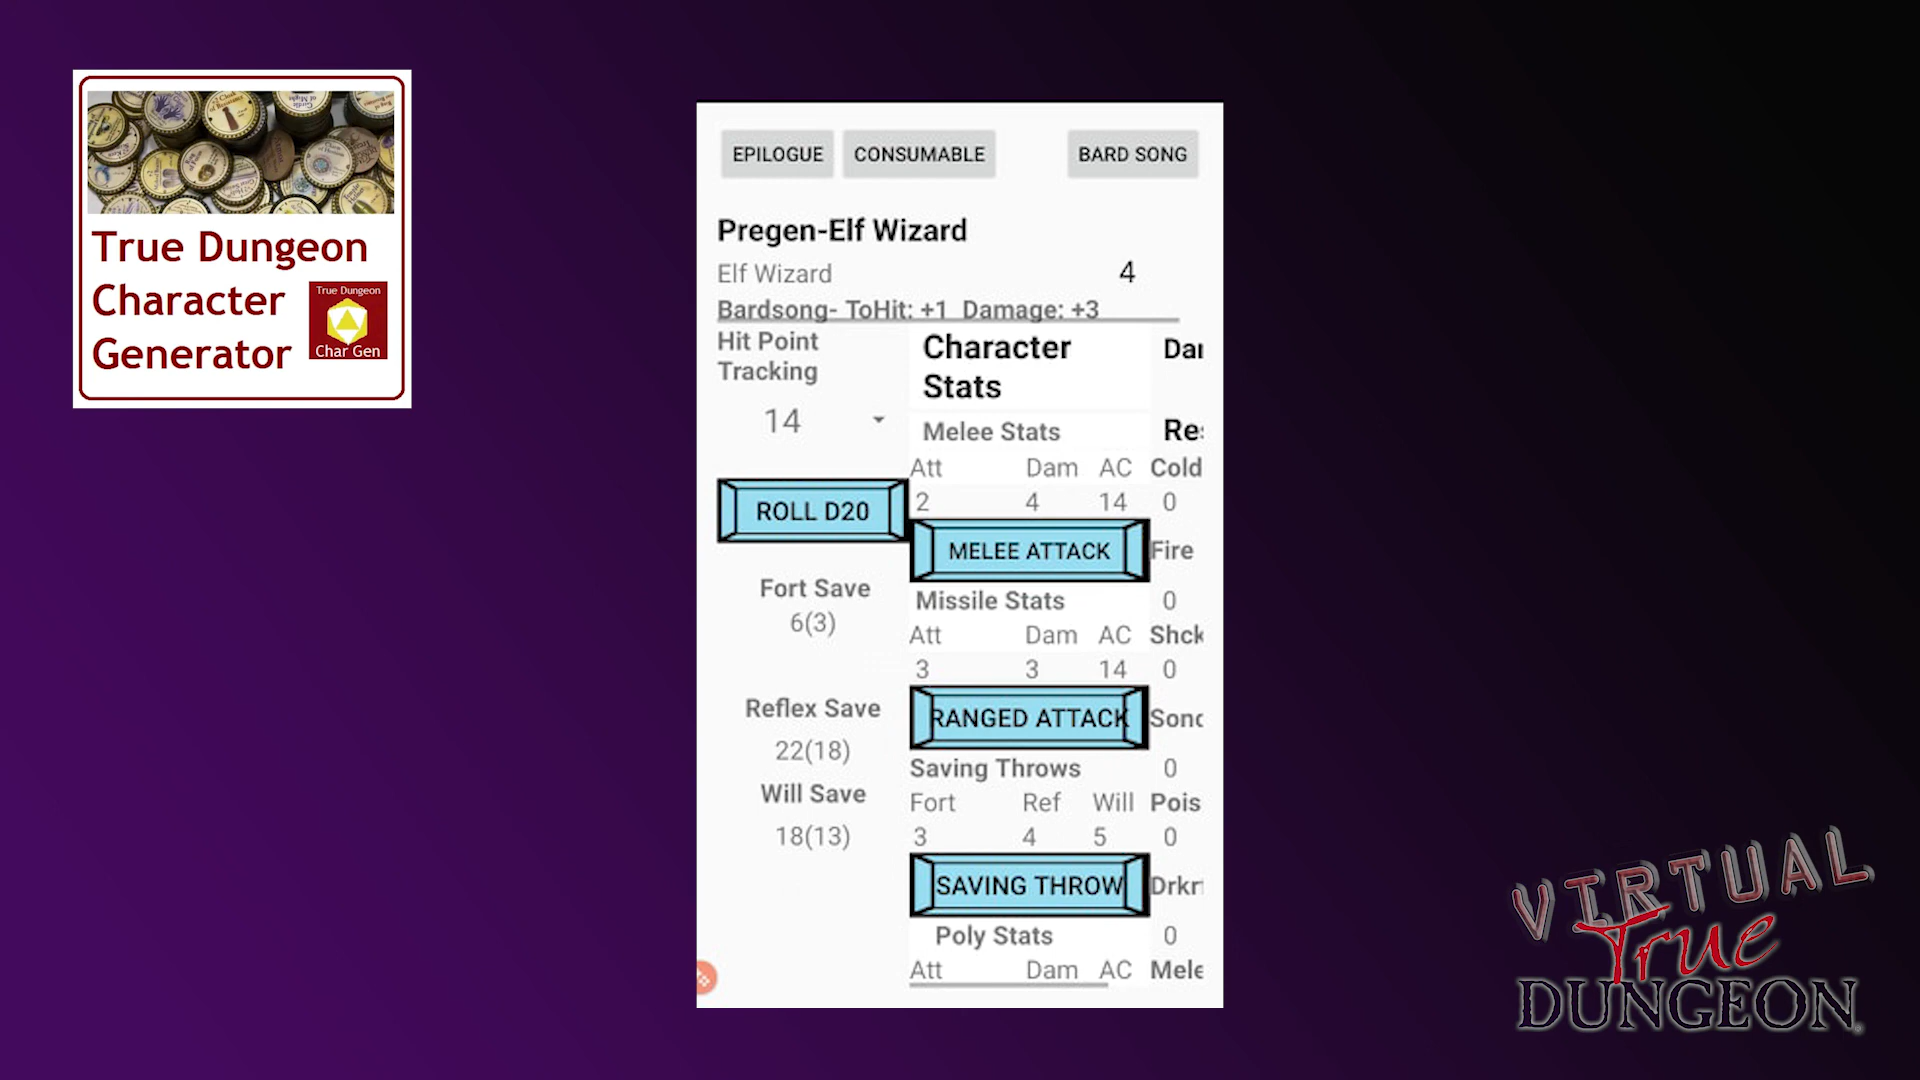 True Dungeon
Character
Generator
True Dungeon
Char Gen
EPILOGUE CONSUMABLE BARD SONG
Pregen-Elf Wizard
Elf Wizard 4
Bardsong- ToHit: +1 Damage: +3
Hit Point
Tracking
14
ROLL D20
Fort Save
6(3)
Reflex Save
22(18)
Will Save
18(13)
Character
Stats
Melee Stats
Att Dam AC Cold
2 4 14 0
MELEE ATTACK Fire
Missile Stats 0
Att Dam AC Shck
3 3 14 0
RANGED ATTACK
Saving Throws 0
Fort Ref Will Pois
3 4 5 0
SAVING THROW
Poly Stats 0
Att Dam AC Mele
VIRTUAL
True
DUNGEON